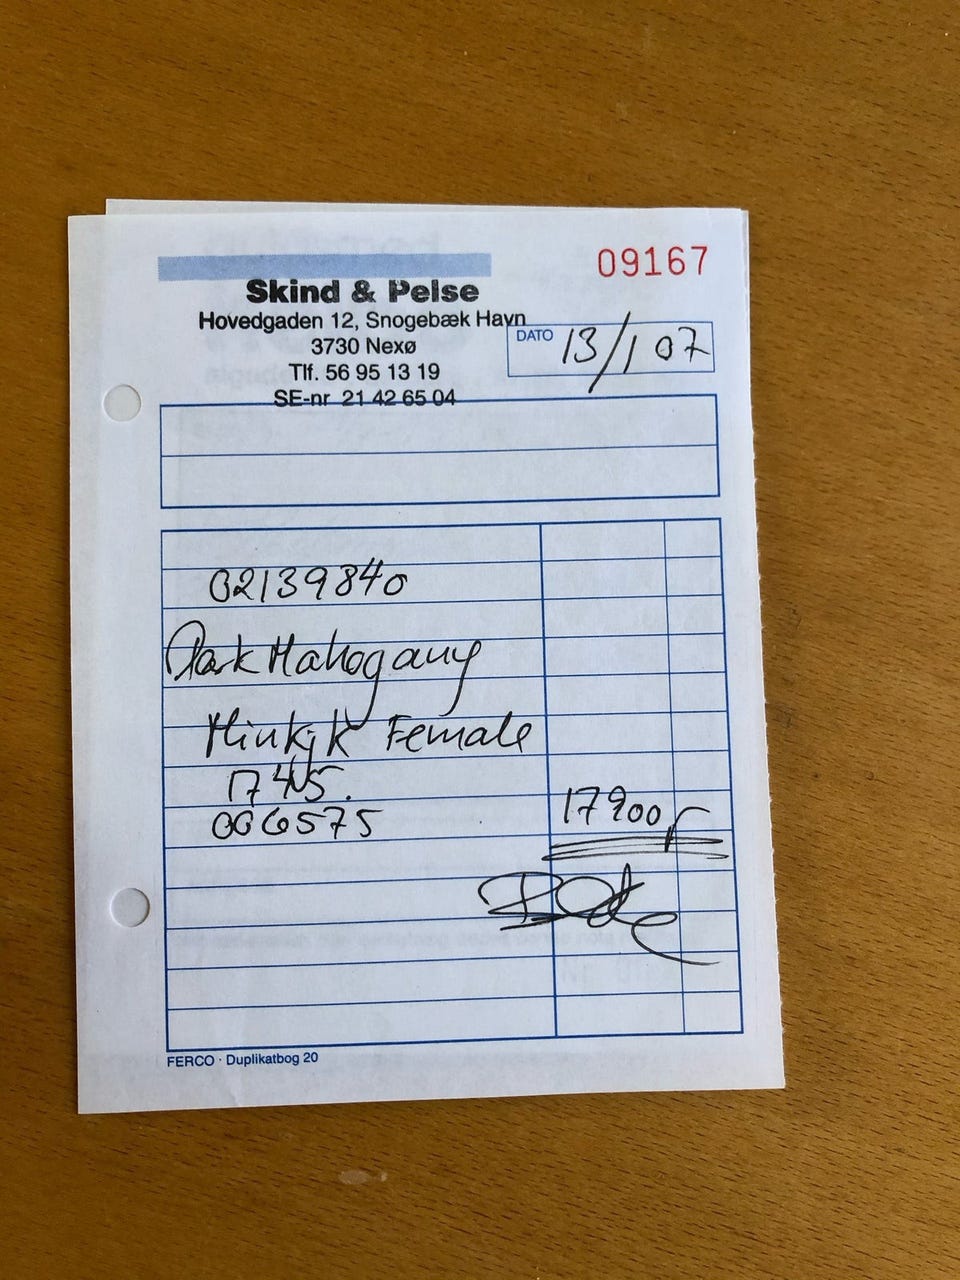 09167
Skind & Pelse
Hovedgaden 12, Snogebæk Havn
3730 Nexø
Tlf. 56 95 13 19
SE-nr 21 42 65 04
DATO 13/1 07
02139840
Dark Mahogany
Female
006575
17900
FERCO · Duplikatbog 20